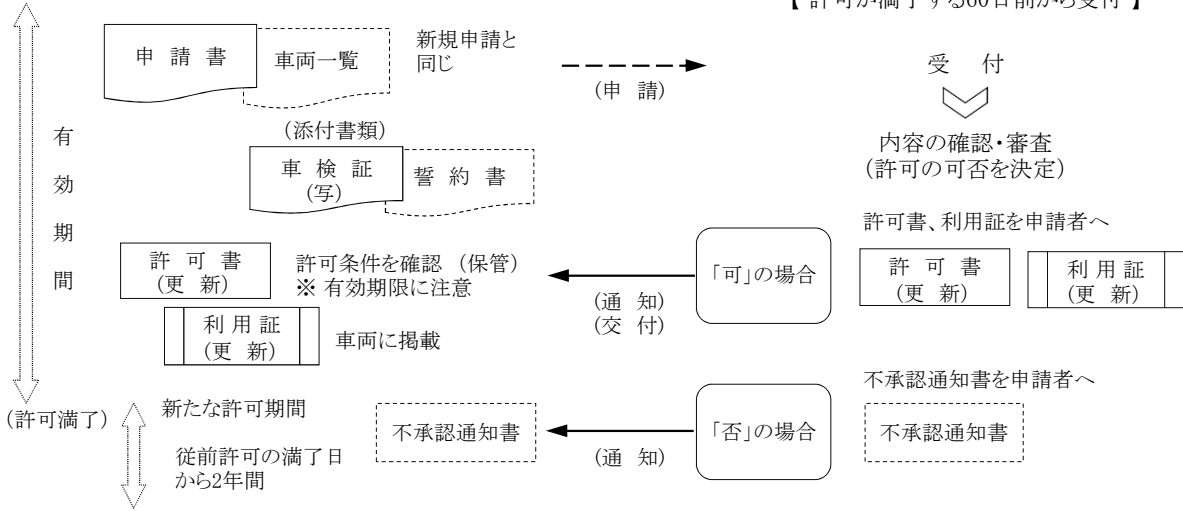 【 許可が満了する60日前から受付 】
申 請 書
車両一覧
新規申請と
同じ
(申 請)
受 付
(添付書類)
内容の確認・審査
(許可の可否を決定)
車 検 証
(写)
誓 約 書
有
効
期
間
許可書、利用証を申請者へ
許 可 書
(更 新)
許可条件を確認 (保管)
※ 有効期限に注意
「可」の場合
許 可 書
(更 新)
利 用 証
(更 新)
(通 知)
(交 付)
利 用 証
(更 新)
車両に掲載
不承認通知書を申請者へ
(許可満了)
新たな許可期間
不承認通知書
「否」の場合
不承認通知書
(通 知)
従前許可の満了日
から2年間